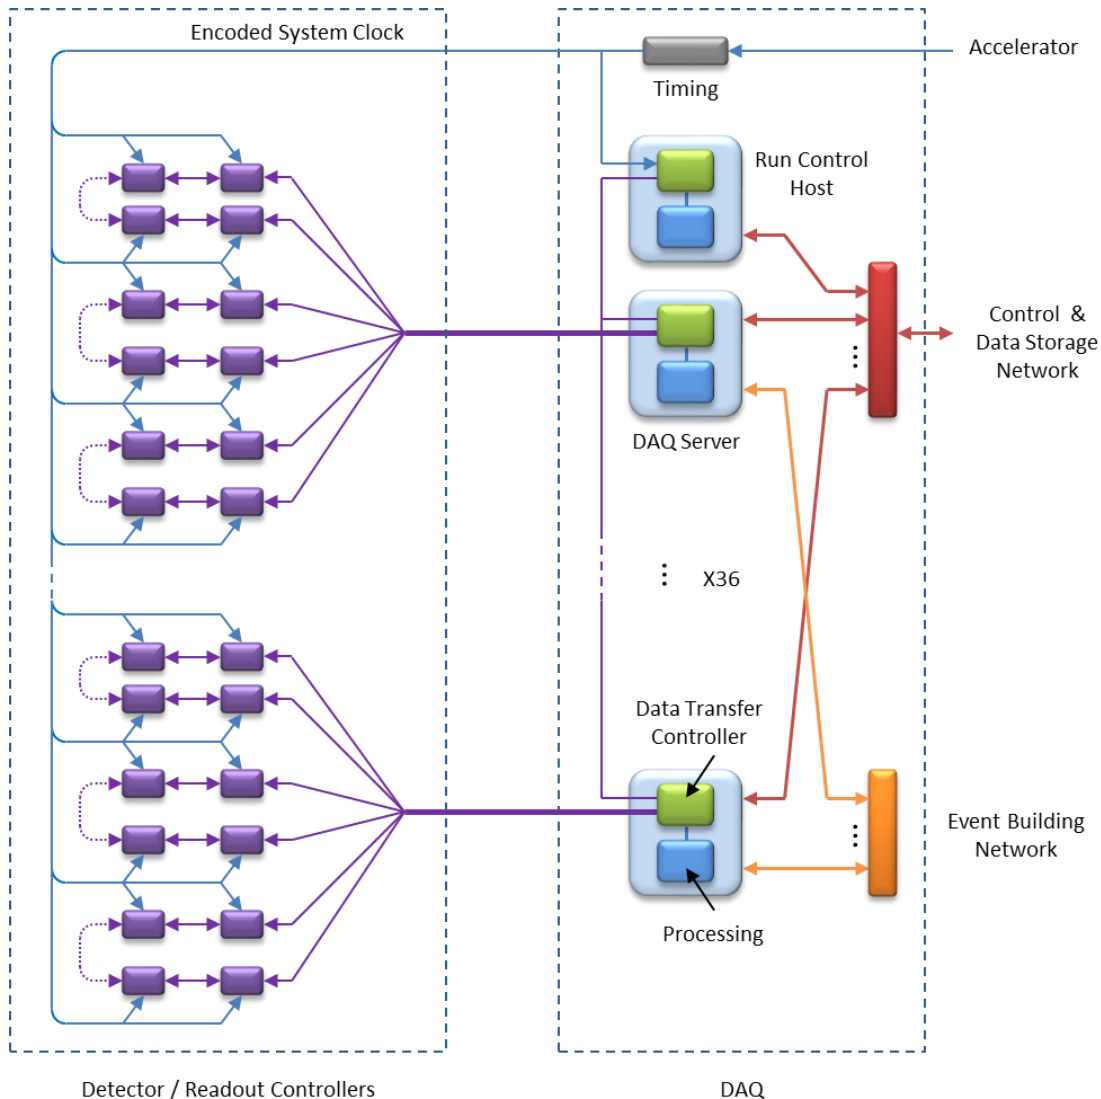 Encoded System Clock
Accelerator
Timing
Run Control
Host
Control &
Data Storage
Network
DAQ Server
X36
Data Transfer
Controller
Event Building
Network
Processing
Detector / Readout Controllers
DAQ